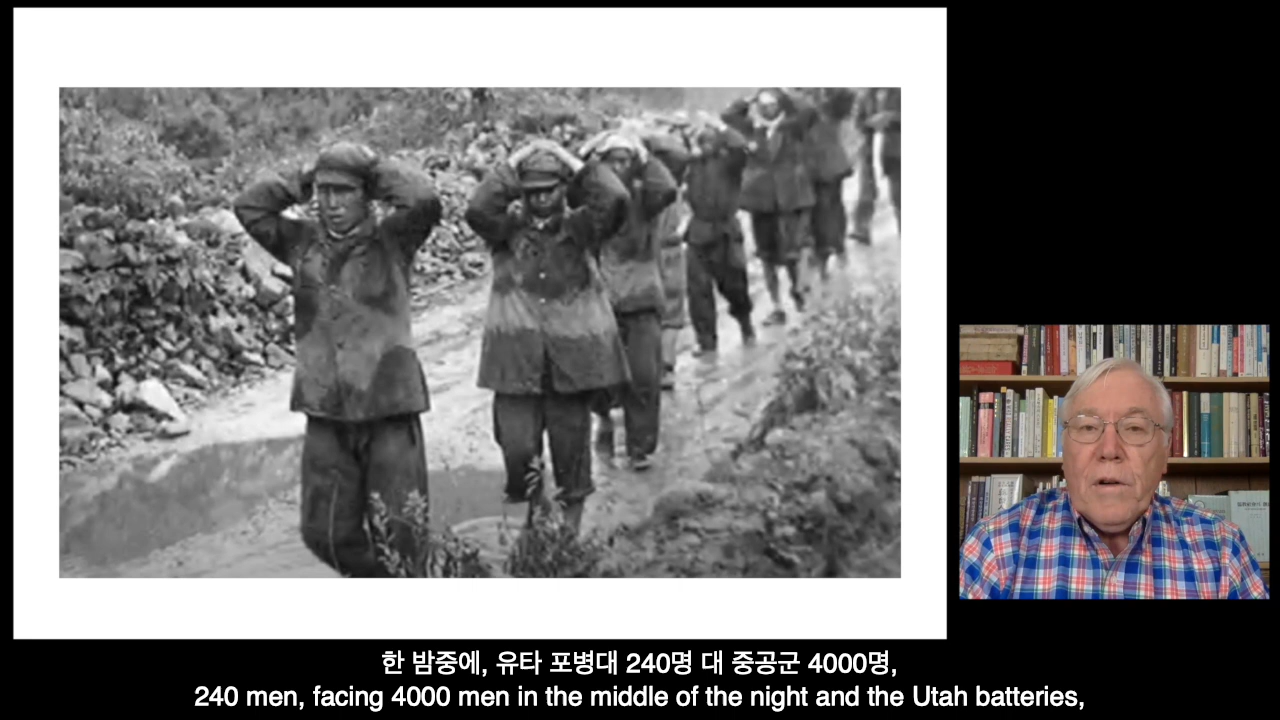 한 밤중에, 유타 포병대 240명 대 중공군 4000명,
240 men, facing 4000 men in the middle of the night and the Utah batteries,